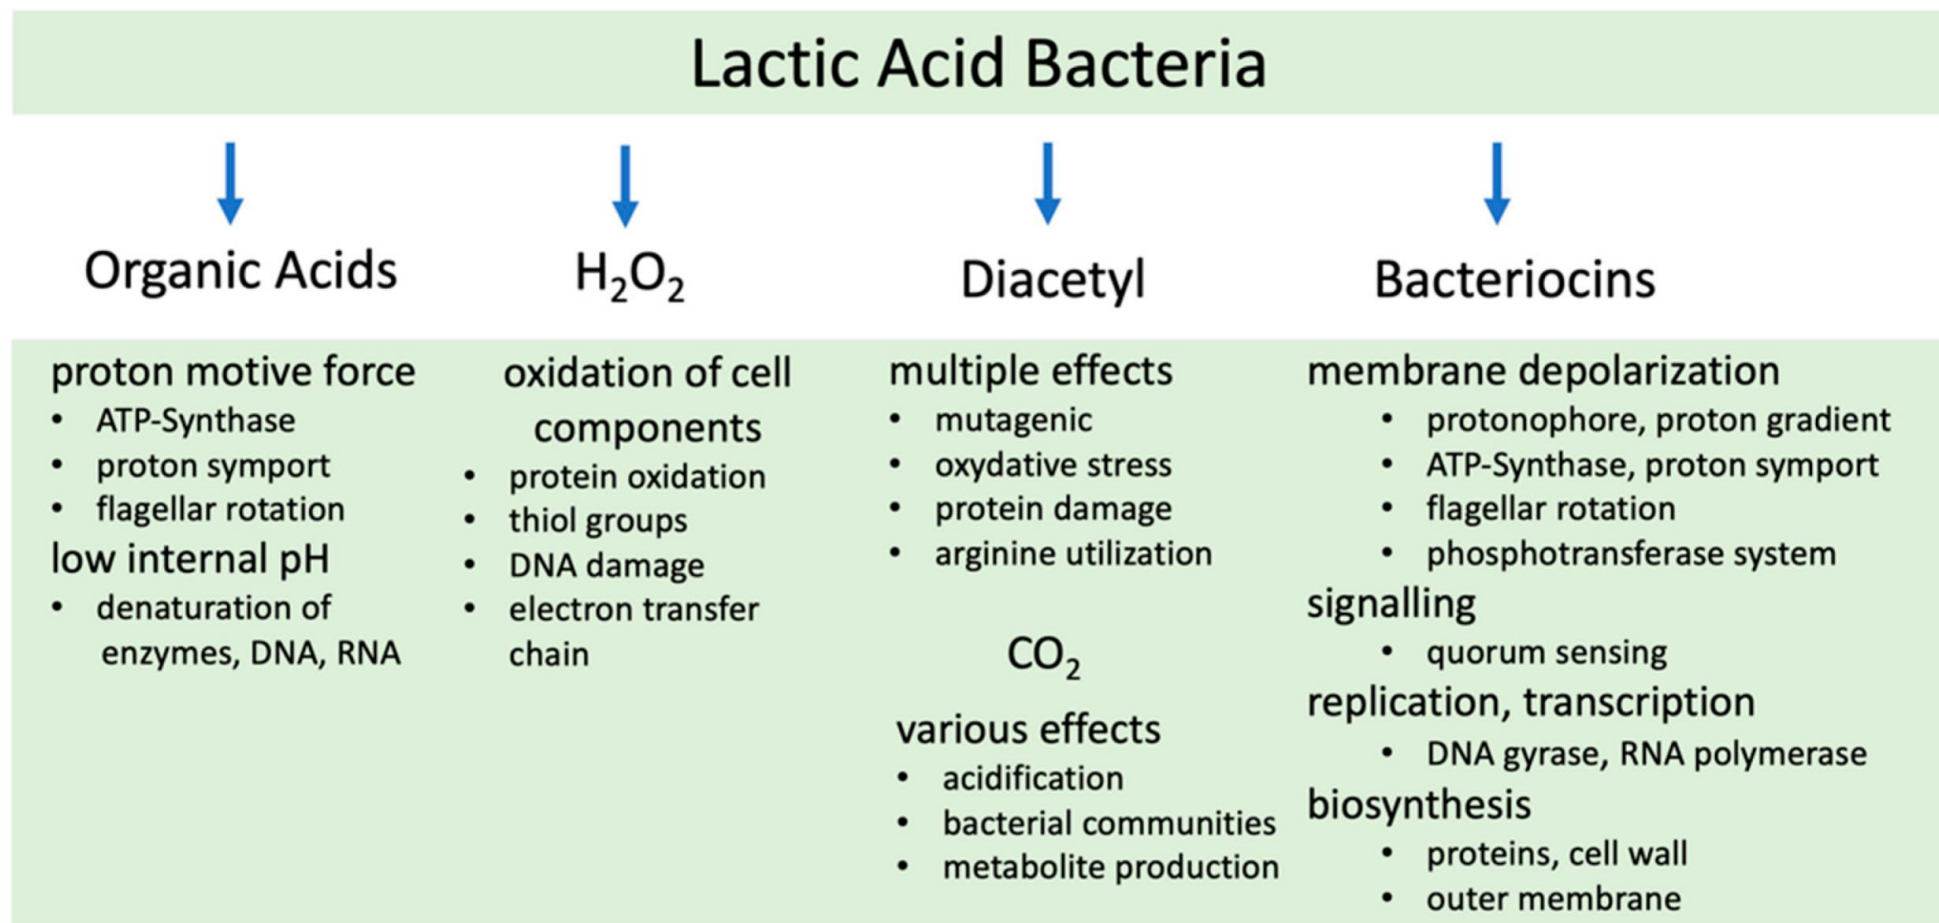 Lactic Acid Bacteria
Organic Acids
proton motive force
• ATP-Synthase
• proton symport
• flagellar rotation
low internal pH
• denaturation of
enzymes, DNA, RNA
H₂O₂
oxidation of cell
components
• protein oxidation
• thiol groups
• DNA damage
• electron transfer
chain
Diacetyl
multiple effects
• mutagenic
• oxydative stress
• protein damage
• arginine utilization
CO₂
various effects
• acidification
• bacterial communities
• metabolite production
Bacteriocins
membrane depolarization
• protonophore, proton gradient
• ATP-Synthase, proton symport
• flagellar rotation
• phosphotransferase system
signalling
• quorum sensing
replication, transcription
• DNA gyrase, RNA polymerase
biosynthesis
• proteins, cell wall
• outer membrane